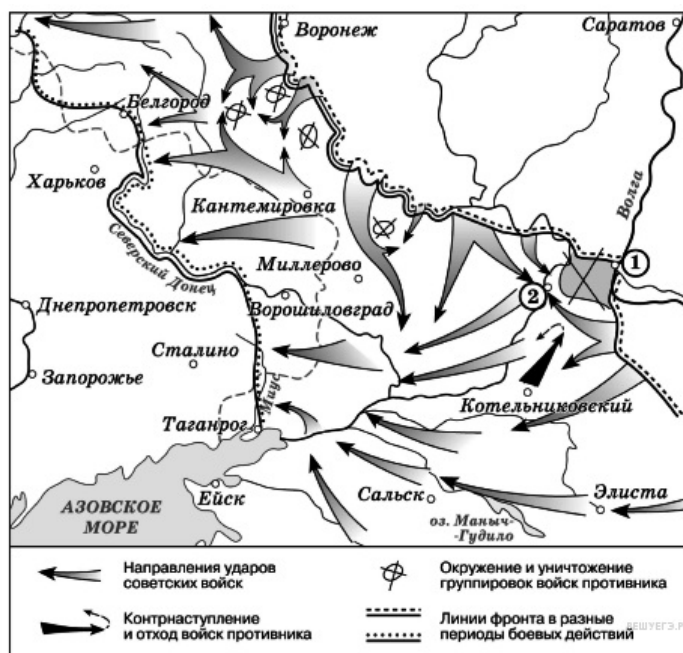 Воронеж
Саратов
Белгород
Харьков
Кантемировка
Волга
Северский Донец
Миллерово
1
2
Днепропетровск
Ворошиловград
Сталино
Запорожье
Миус
Котельниковский
Таганрог
АЗОВСКОЕ
МОРЕ
Ейск
Сальск
Элиста
оз. Маныч-
-Гудило
Направления ударов
советских войск
Окружение и уничтожение
группировок войск противника
Контрнаступление
и отход войск противника
Линии фронта в разные
периоды боевых действий
РЕШУЕГЭ.Р